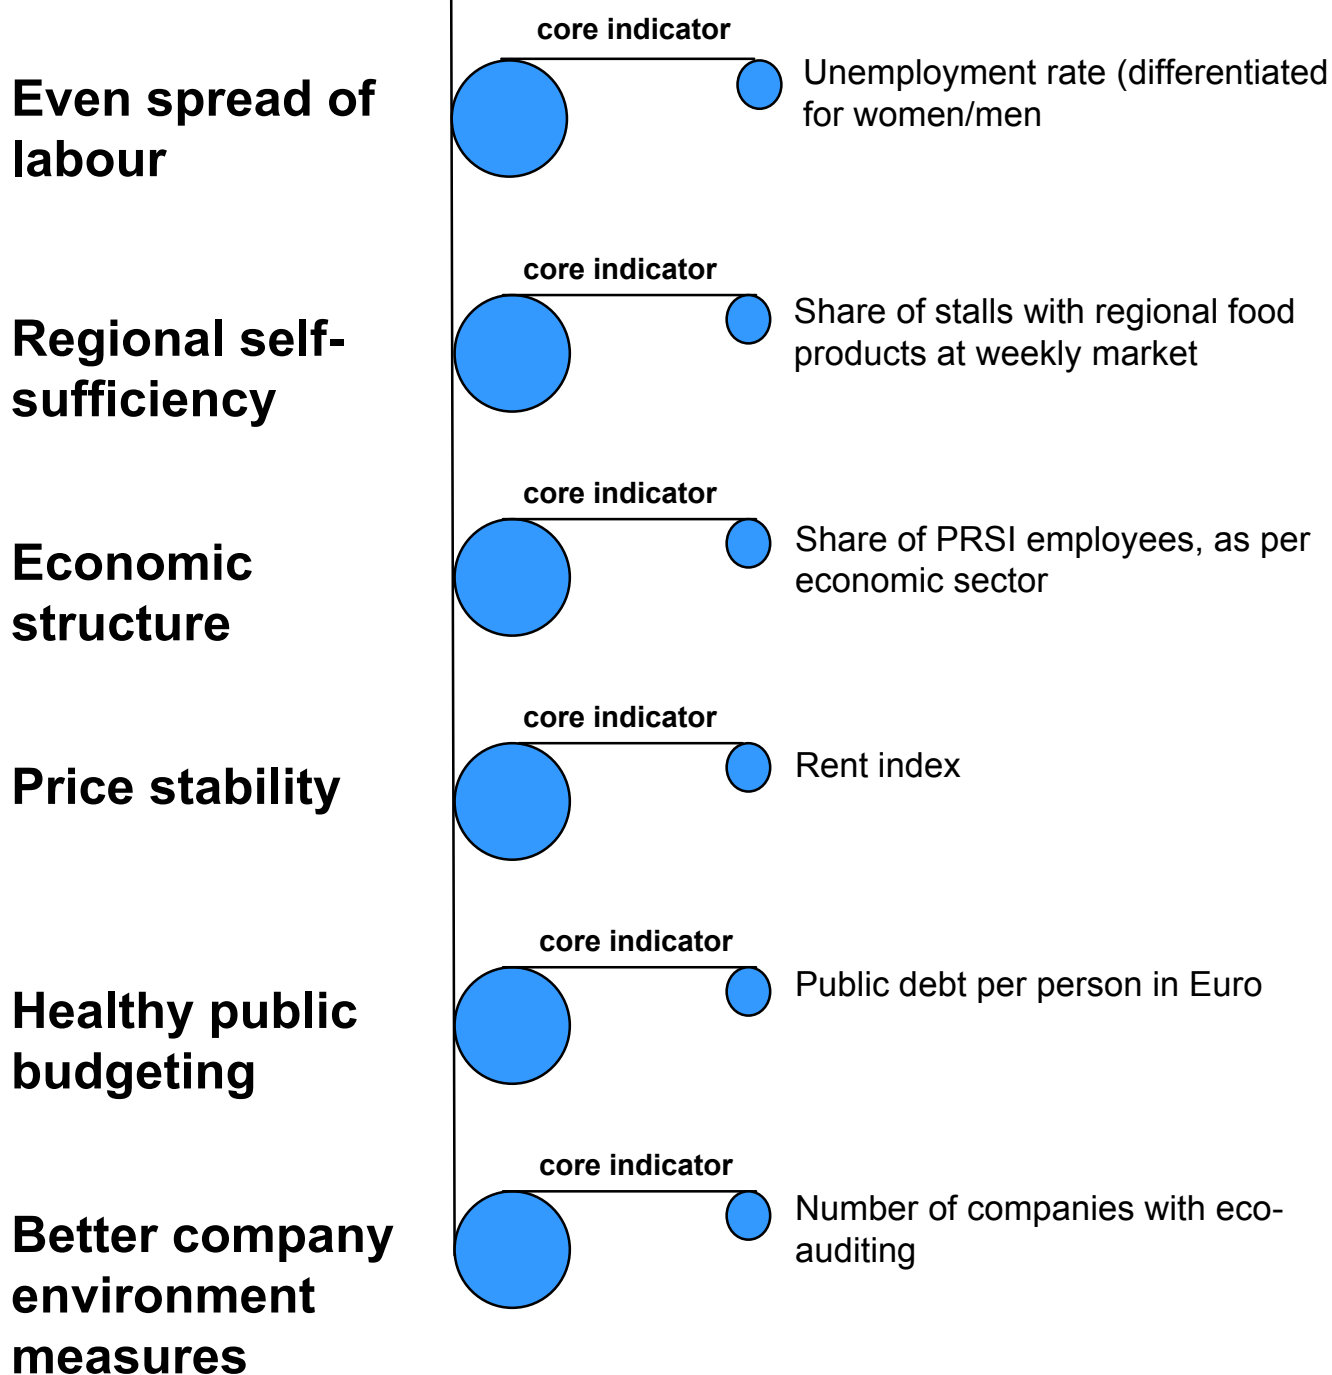 core indicator
Even spread of
labour
Unemployment rate (differentiated
for women/men
core indicator
Regional self-
sufficiency
Share of stalls with regional food
products at weekly market
core indicator
Economic
structure
Share of PRSI employees, as per
economic sector
core indicator
Price stability
Rent index
core indicator
Healthy public
budgeting
Public debt per person in Euro
core indicator
Better company
environment
measures
Number of companies with eco-
auditing